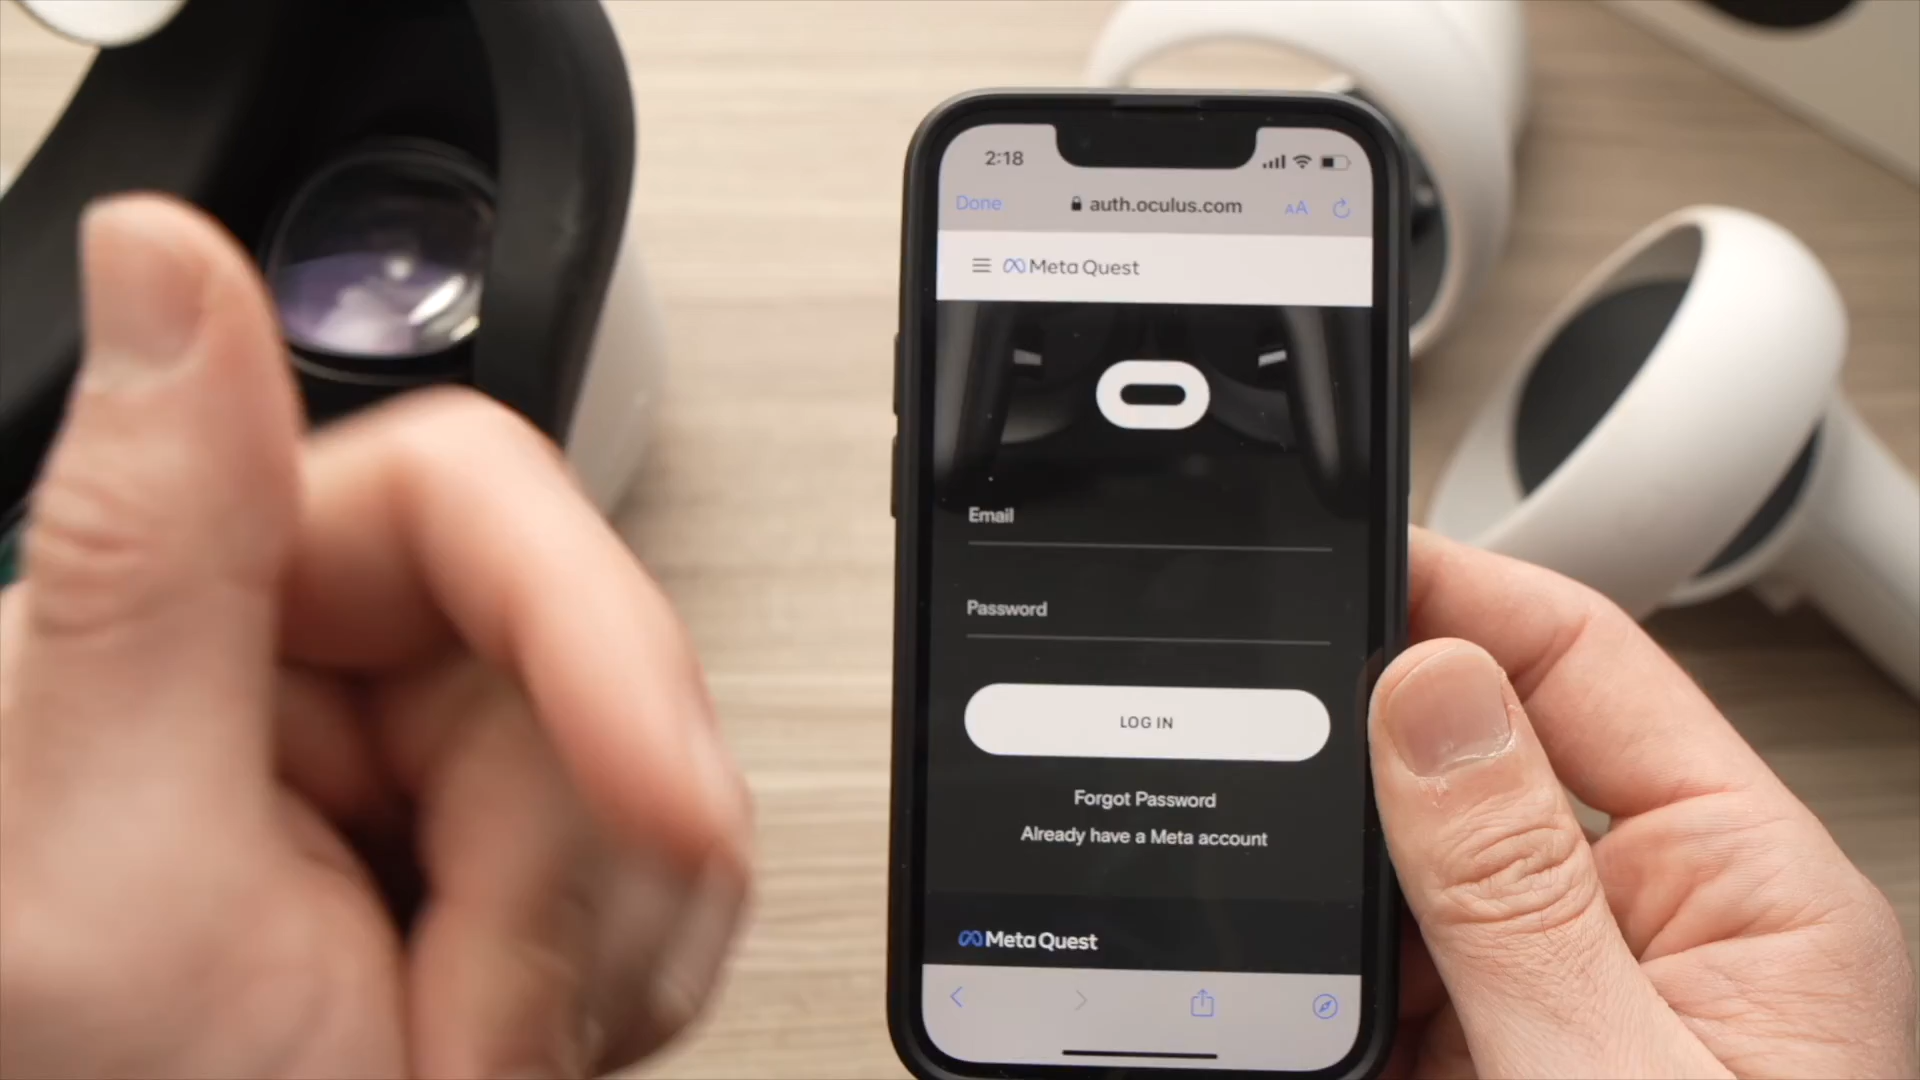 2:18
Done
auth.oculus.com
AA
Meta Quest
Email
Password
LOG IN
Forgot Password
Already have a Meta account
Meta Quest